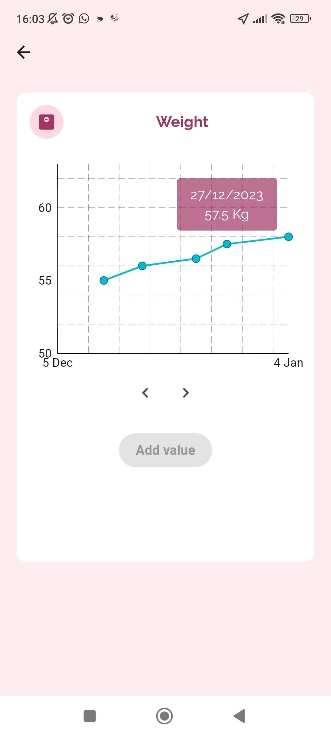 16:03
29
Weight
27/12/2023
57.5 Kg
60
55
50
5 Dec
4 Jan
Add value